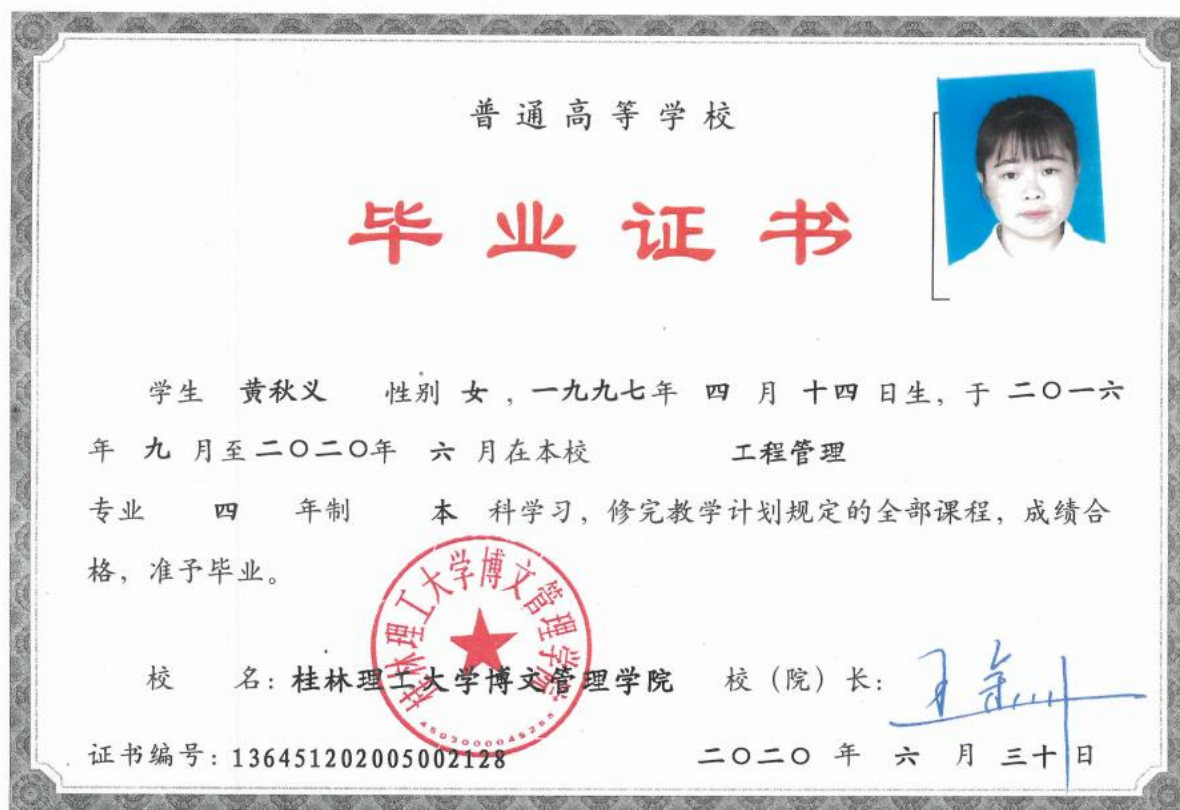 普通高等学校
毕业证书
学生 黄秋义 性别 女，一九九七年 四 月 十四 日生，于 二〇一六
年 九 月至二〇二〇年 六 月在本校 工程管理
专业 四 年制 本 科学习，修完教学计划规定的全部课程，成绩合
格，准予毕业。
桂林理工大学博文管理学院
4503000045255
校 名：桂林理工大学博文管理学院 校（院）长：
证书编号：136451202005002128 二〇二〇 年 六 月 三十 日